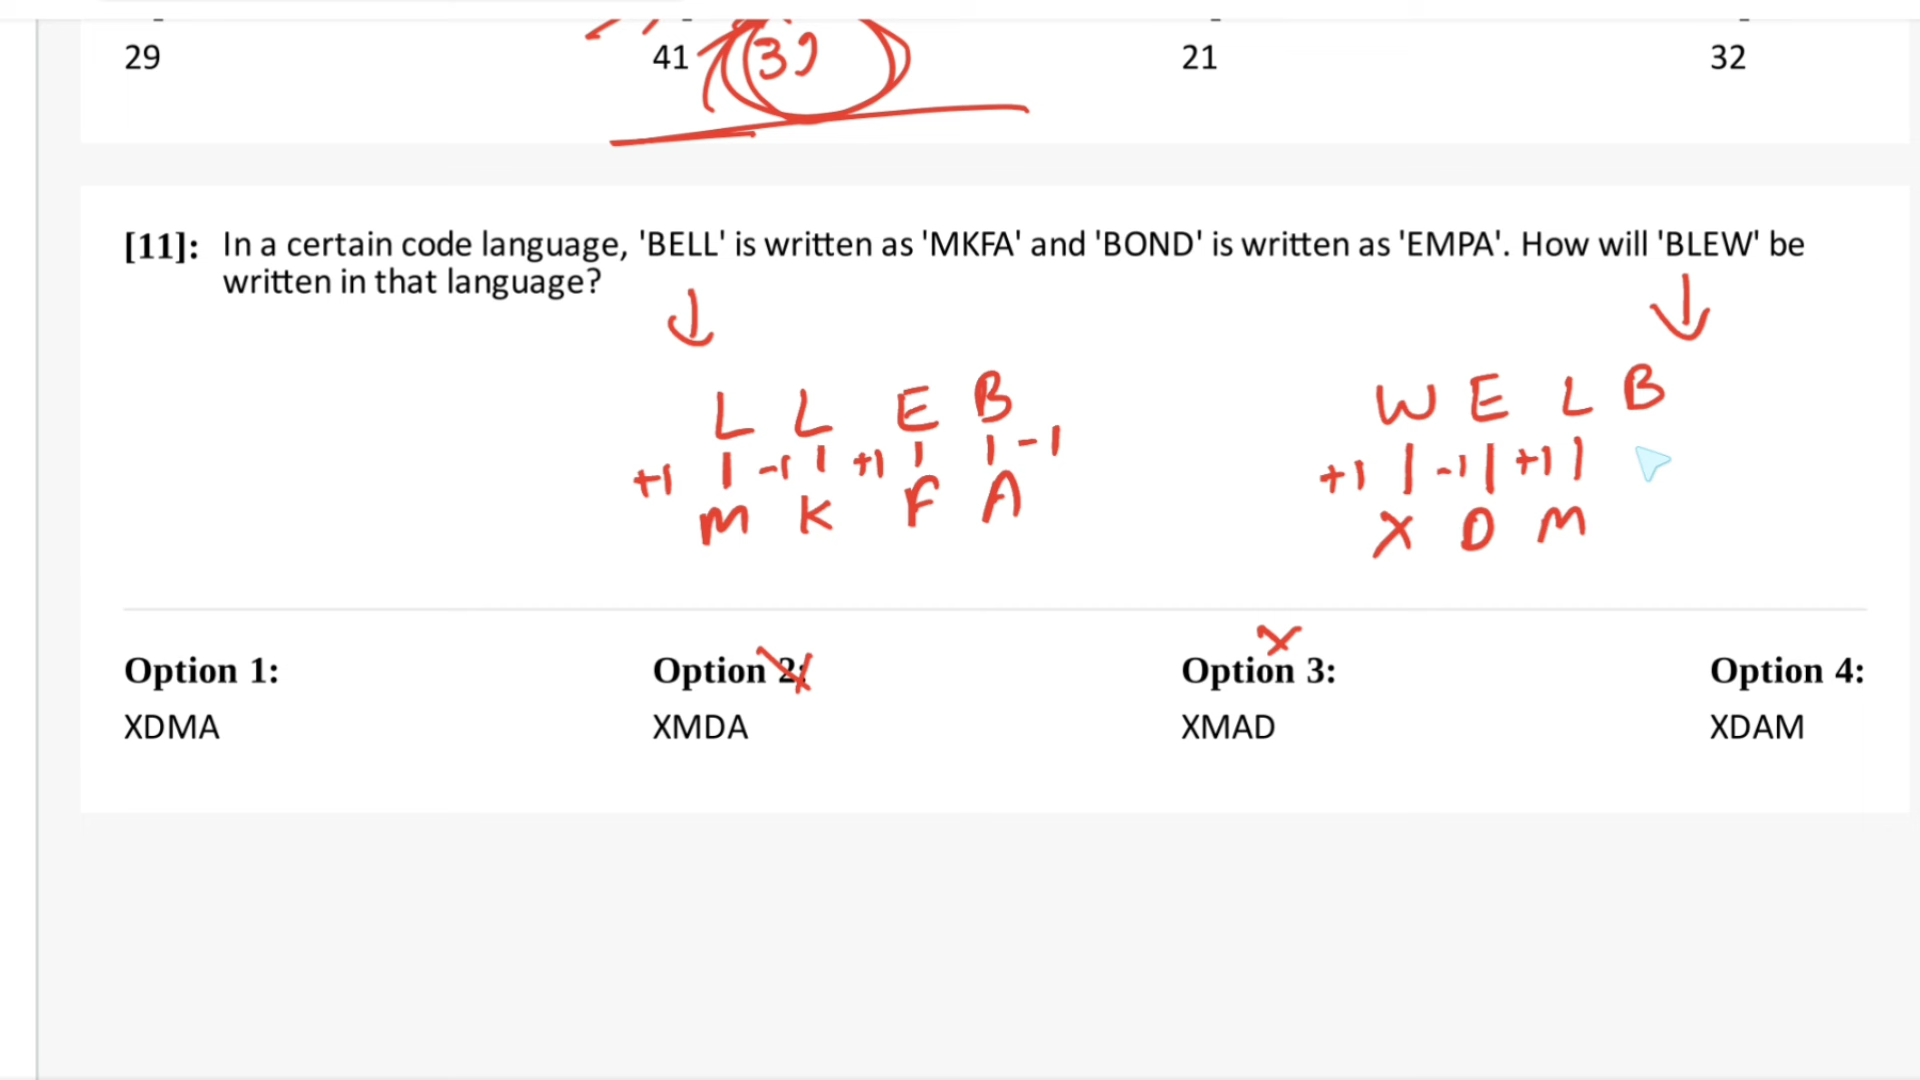 29 41 (3) 21 32
[11]: In a certain code language, 'BELL' is written as 'MKFA' and 'BOND' is written as 'EMPA'. How will 'BLEW' be
written in that language?
L L E B
+1 -1 +1 -1
M K F A
W E L B
+1 -1 +1
X D M
Option 1: Option 2: Option 3: Option 4:
XDMA XMDA XMAD XDAM